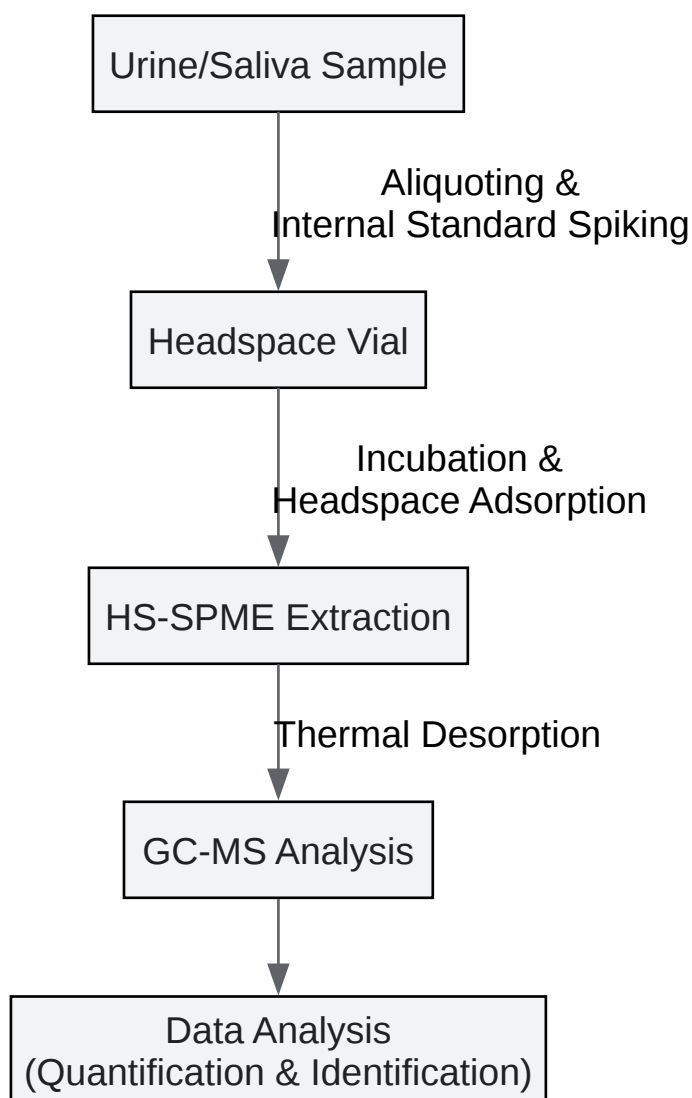 Urine/Saliva Sample
Aliquoting &
Internal Standard Spiking
Headspace Vial
Incubation &
Headspace Adsorption
HS-SPME Extraction
Thermal Desorption
GC-MS Analysis
Data Analysis
(Quantification & Identification)